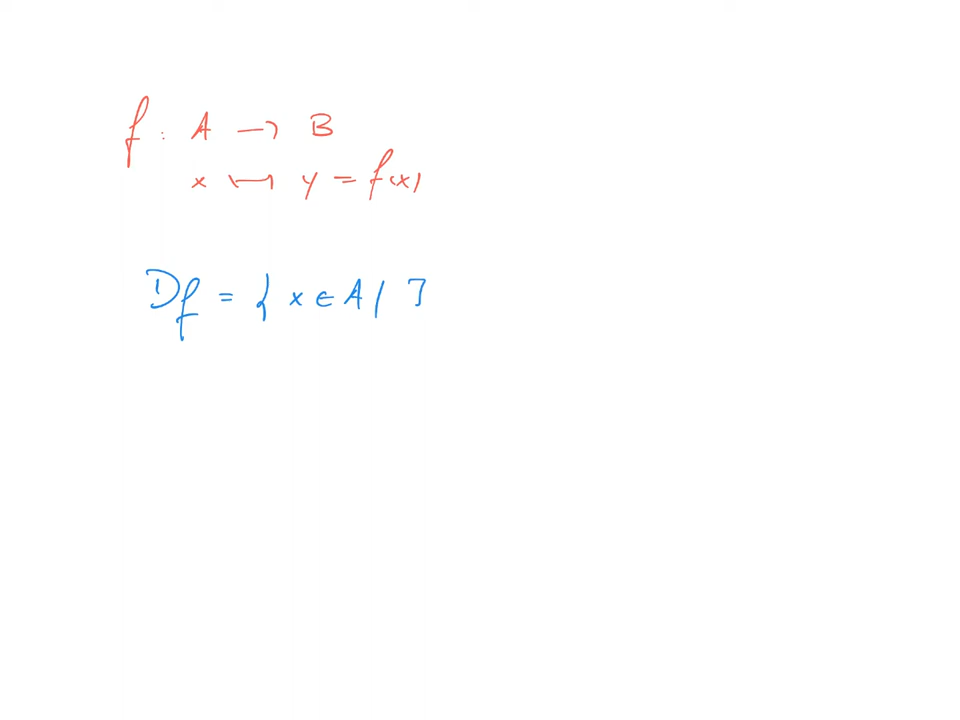 f : A → B
x ↦ y = f(x)
Df = { x ∈ A / ∃